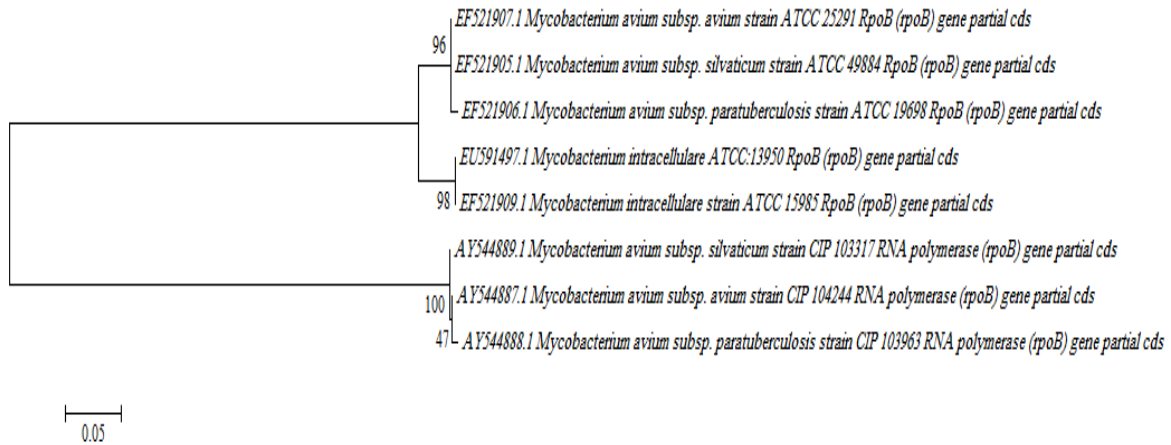 EF521907.1 Mycobacterium avium subsp. avium strain ATCC 25291 RpoB (rpoB) gene partial cds
96
EF521905.1 Mycobacterium avium subsp. silvaticum strain ATCC 49884 RpoB (rpoB) gene partial cds
EF521906.1 Mycobacterium avium subsp. paratuberculosis strain ATCC 19698 RpoB (rpoB) gene partial cds
EU591497.1 Mycobacterium intracellulare ATCC:13950 RpoB (rpoB) gene partial cds
98 EF521909.1 Mycobacterium intracellulare strain ATCC 15985 RpoB (rpoB) gene partial cds
AY544889.1 Mycobacterium avium subsp. silvaticum strain CIP 103317 RNA polymerase (rpoB) gene partial cds
100 AY544887.1 Mycobacterium avium subsp. avium strain CIP 104244 RNA polymerase (rpoB) gene partial cds
47 AY544888.1 Mycobacterium avium subsp. paratuberculosis strain CIP 103963 RNA polymerase (rpoB) gene partial cds
0.05